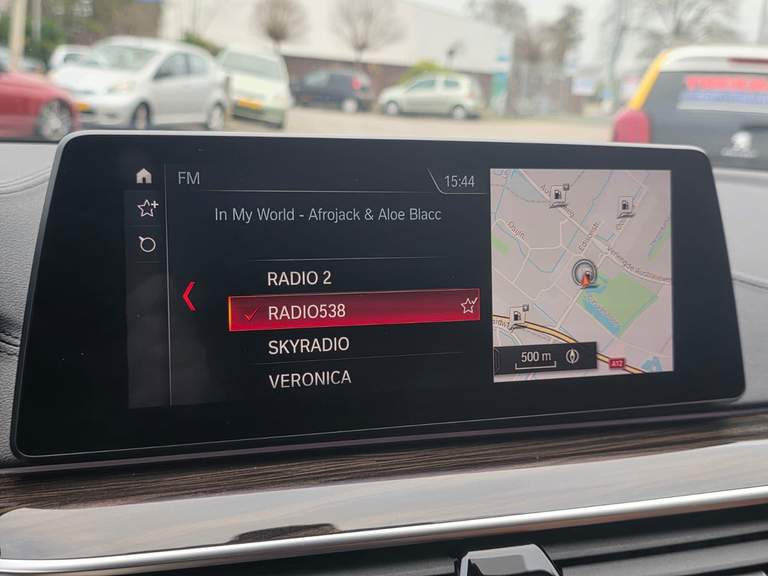 FM
15:44
In My World - Afrojack & Aloe Blacc
RADIO 2
RADIO538
SKYRADIO
VERONICA
500 m
A12